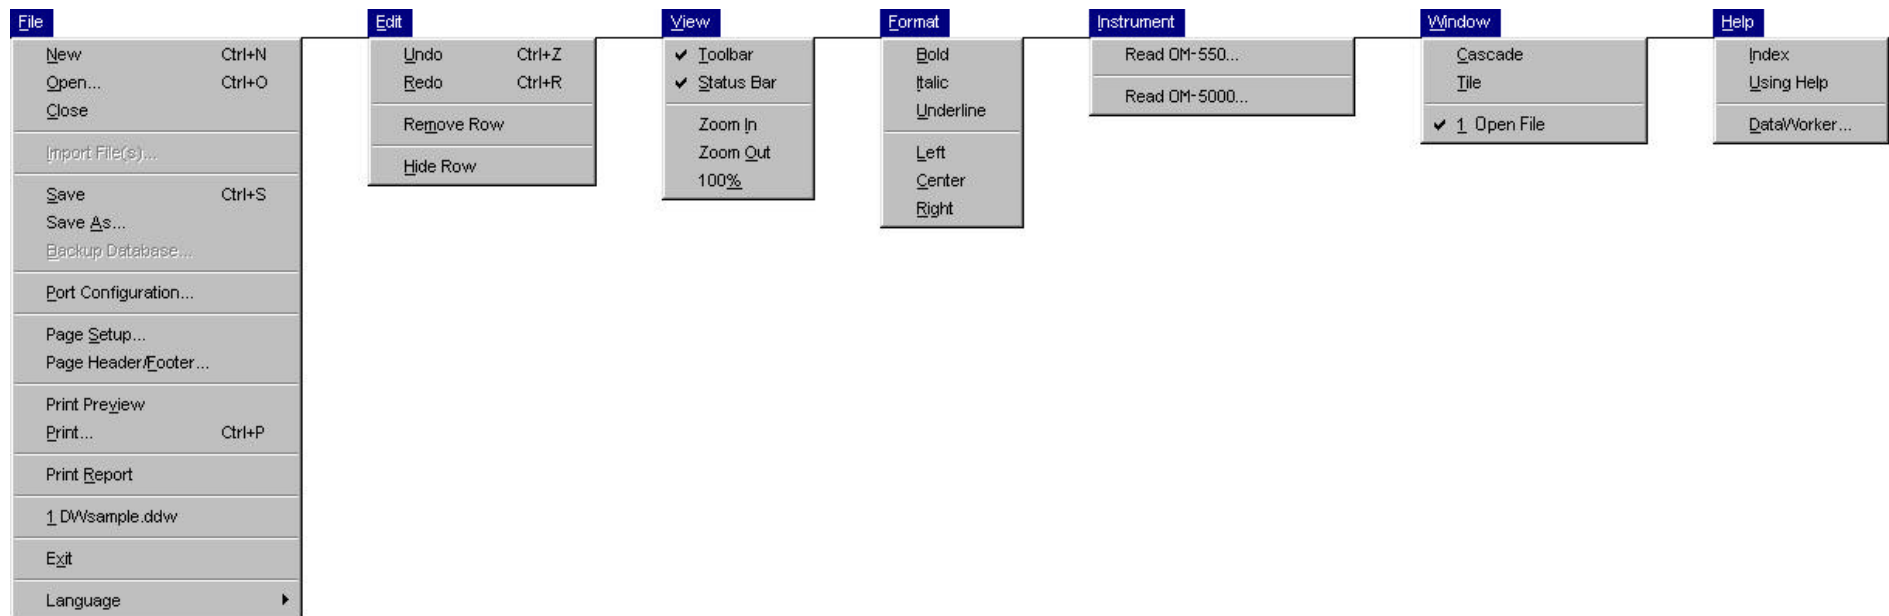 File
New Ctrl+N
Open... Ctrl+O
Close
Import File(s)...
Save Ctrl+S
Save As...
Backup Database...
Port Configuration...
Page Setup...
Page Header/Footer...
Print Preview
Print... Ctrl+P
Print Report
1 DWsample.ddw
Exit
Language
Edit
Undo Ctrl+Z
Redo Ctrl+R
Remove Row
Hide Row
View
Toolbar
Status Bar
Zoom In
Zoom Out
100%
Format
Bold
Italic
Underline
Left
Center
Right
Instrument
Read OM-550...
Read OM-5000...
Window
Cascade
Tile
1 Open File
Help
Index
Using Help
DataWorker...